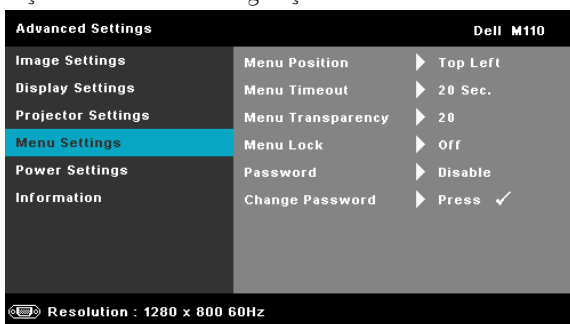 Advanced Settings Dell M110
Image Settings
Display Settings
Projector Settings
Menu Settings
Power Settings
Information
Menu Position Top Left
Menu Timeout 20 Sec.
Menu Transparency 20
Menu Lock Off
Password Disable
Change Password Press ✓
Resolution : 1280 x 800 60Hz